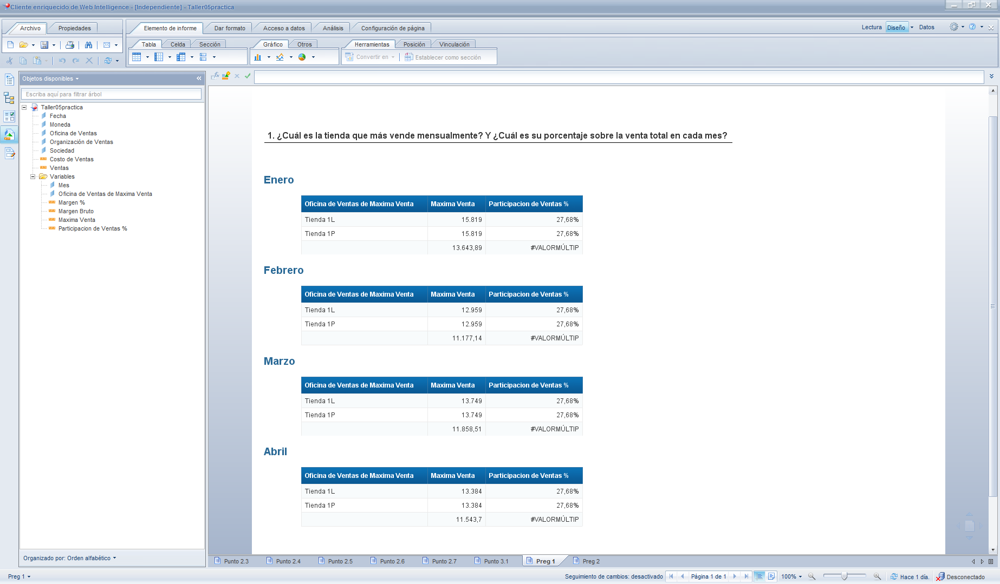 Cliente enriquecido de Web Intelligence - [Independiente] - Taller05practica
Archivo Propiedades Elemento de informe Dar formato Acceso a datos Análisis Configuración de página Lectura Diseño Datos
Tabla Celda Sección Gráfico Otros Herramientas Posición Vinculación
Convertir en Establecer como sección
Objetos disponibles
Escriba aquí para filtrar árbol
Taller05practica
Fecha
Moneda
Oficina de Ventas
Organización de Ventas
Sociedad
Costo de Ventas
Ventas
Variables
Mes
Oficina de Ventas de Maxima Venta
Margen %
Margen Bruto
Maxima Venta
Participacion de Ventas %
Organizado por: Orden alfabético
1. ¿Cuál es la tienda que más vende mensualmente? Y ¿Cuál es su porcentaje sobre la venta total en cada mes?
Enero
Oficina de Ventas de Maxima Venta Maxima Venta Participacion de Ventas %
Tienda 1L 15.819 27,68%
Tienda 1P 15.819 27,68%
13.643,89 #VALORMÚLTIP
Febrero
Oficina de Ventas de Maxima Venta Maxima Venta Participacion de Ventas %
Tienda 1L 12.959 27,68%
Tienda 1P 12.959 27,68%
11.177,14 #VALORMÚLTIP
Marzo
Oficina de Ventas de Maxima Venta Maxima Venta Participacion de Ventas %
Tienda 1L 13.749 27,68%
Tienda 1P 13.749 27,68%
11.858,51 #VALORMÚLTIP
Abril
Oficina de Ventas de Maxima Venta Maxima Venta Participacion de Ventas %
Tienda 1L 13.384 27,68%
Tienda 1P 13.384 27,68%
11.543,7 #VALORMÚLTIP
Punto 2.3 Punto 2.4 Punto 2.5 Punto 2.6 Punto 2.7 Punto 3.1 Preg 1 Preg 2
Preg 1 Seguimiento de cambios: desactivado Página 1 de 1 100% Hace 1 día. Desconectado